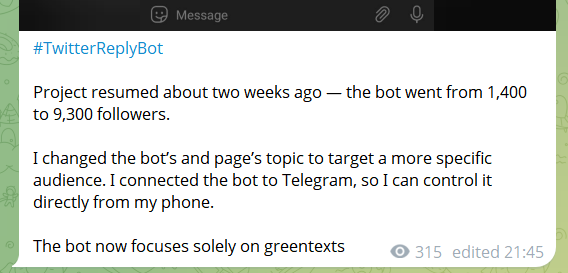 Message
#TwitterReplyBot
Project resumed about two weeks ago — the bot went from 1,400
to 9,300 followers.
I changed the bot’s and page’s topic to target a more specific
audience. I connected the bot to Telegram, so I can control it
directly from my phone.
The bot now focuses solely on greentexts
315 edited 21:45